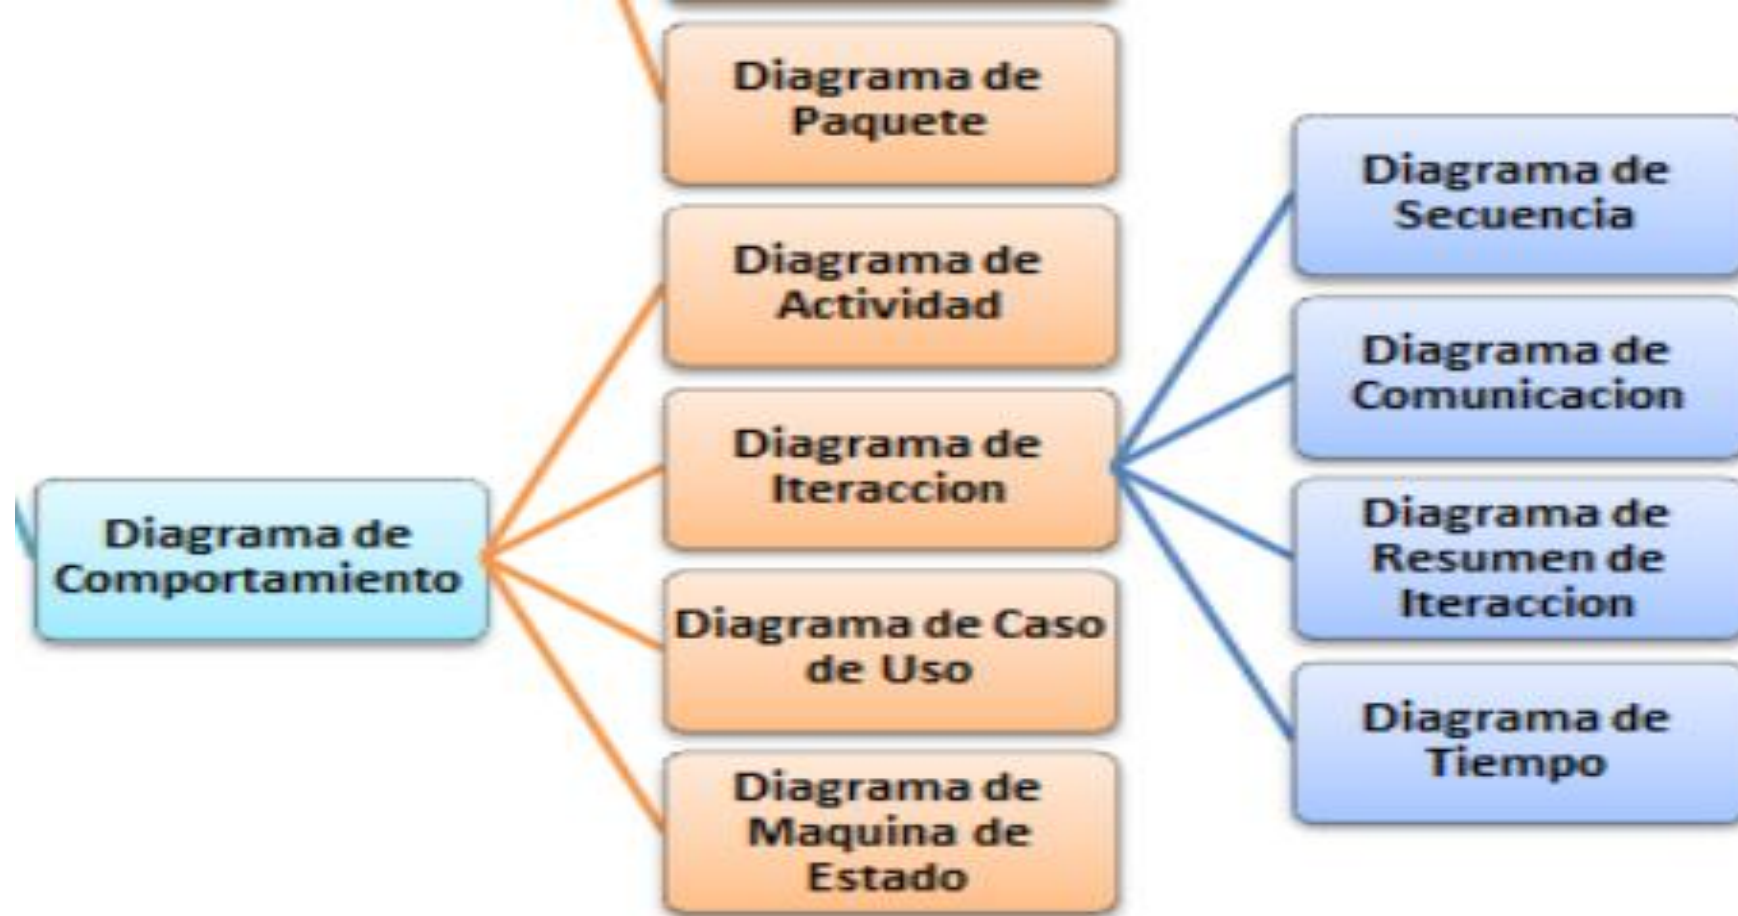 Diagrama de
Paquete
Diagrama de
Actividad
Diagrama de
Iteraccion
Diagrama de Caso
de Uso
Diagrama de
Maquina de
Estado
Diagrama de
Comportamiento
Diagrama de
Secuencia
Diagrama de
Comunicacion
Diagrama de
Resumen de
Iteraccion
Diagrama de
Tiempo